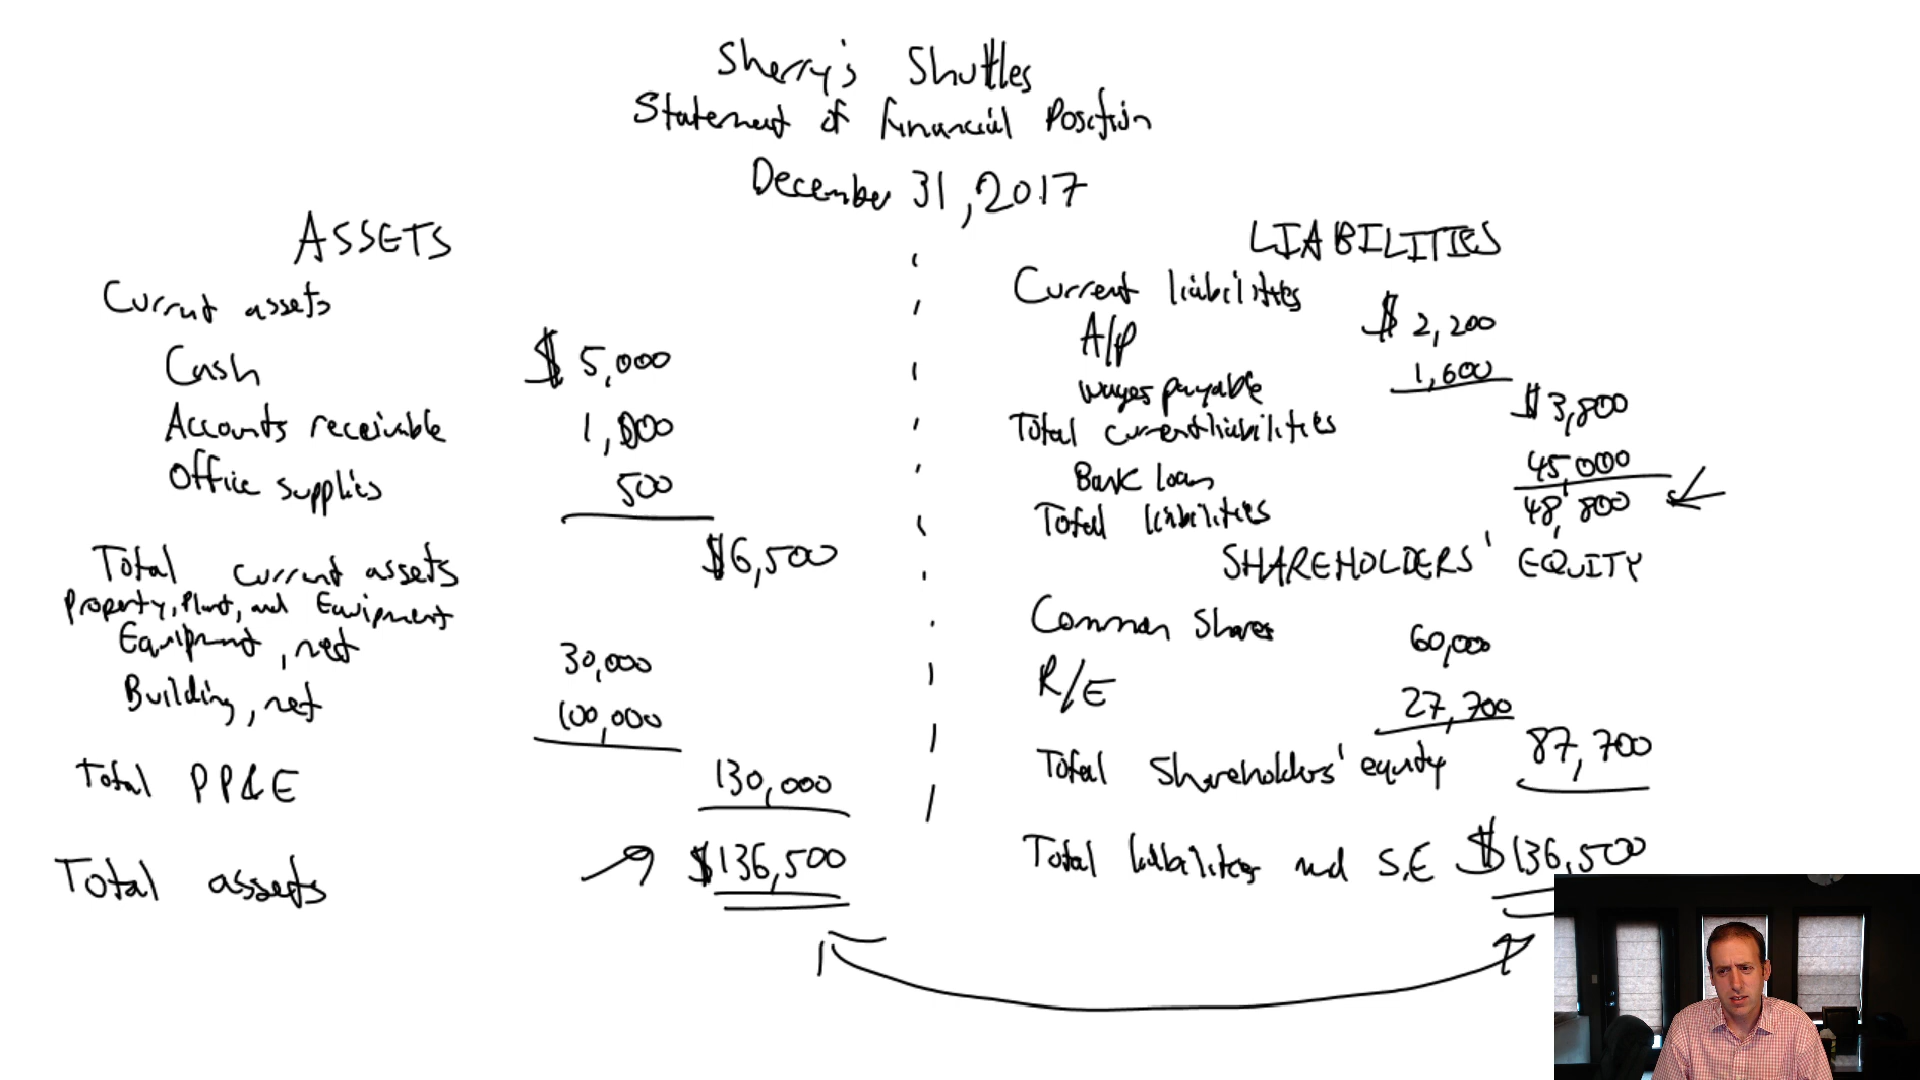 Sherry's Shuttles
Statement of Financial Position
December 31, 2017
ASSETS
Current assets
Cash $ 5,000
Accounts receivable 1,000
Office supplies 500
Total current assets $6,500
Property, Plant, and Equipment
Equipment, net 30,000
Building, net 100,000
Total PP&E 130,000
Total assets $136,500
LIABILITIES
Current liabilities
A/P $ 2,200
Wages payable 1,600
Total current liabilities $3,800
Bank loan 45,000
Total liabilities 48,800
SHAREHOLDERS' EQUITY
Common Shares 60,000
R/E 27,700
Total Shareholders' equity 87,700
Total liabilities and S.E $136,500